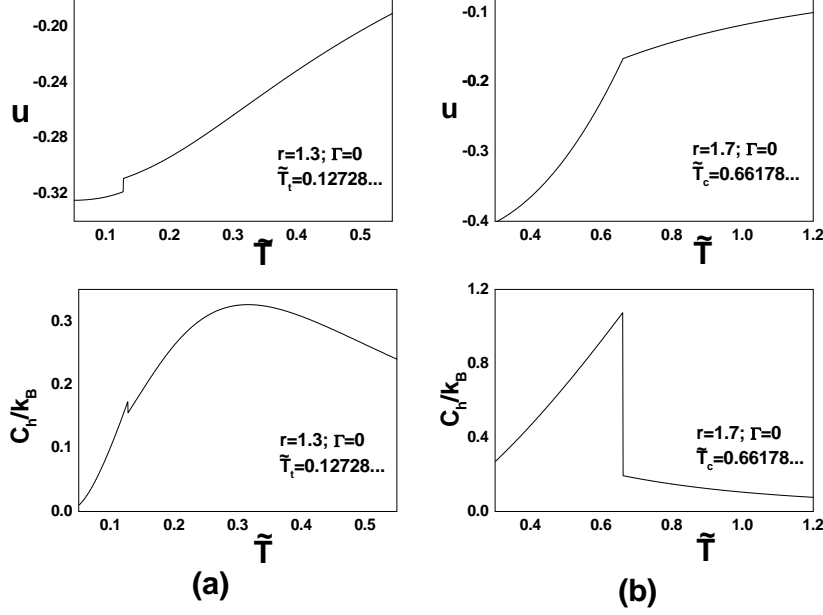 -0.20
-0.24
-0.28
-0.32
u
r=1.3; Γ=0
T̃t=0.12728...
0.1 0.2 0.3 0.4 0.5
T̃
-0.1
-0.2
-0.3
-0.4
u
r=1.7; Γ=0
T̃c=0.66178...
0.4 0.6 0.8 1.0 1.2
T̃
0.3
0.2
0.1
0.0
Ch/kB
r=1.3; Γ=0
T̃t=0.12728...
0.1 0.2 0.3 0.4 0.5
T̃
(a)
1.2
0.8
0.4
0.0
Ch/kB
r=1.7; Γ=0
T̃c=0.66178...
0.4 0.6 0.8 1.0 1.2
T̃
(b)